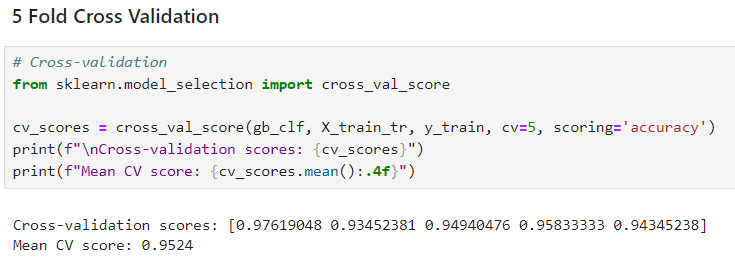 5 Fold Cross Validation
# Cross-validation
from sklearn.model_selection import cross_val_score
cv_scores = cross_val_score(gb_clf, X_train_tr, y_train, cv=5, scoring='accuracy')
print(f"\nCross-validation scores: {cv_scores}")
print(f"Mean CV score: {cv_scores.mean():.4f}")
Cross-validation scores: [0.97619048 0.93452381 0.94940476 0.95833333 0.94345238]
Mean CV score: 0.9524